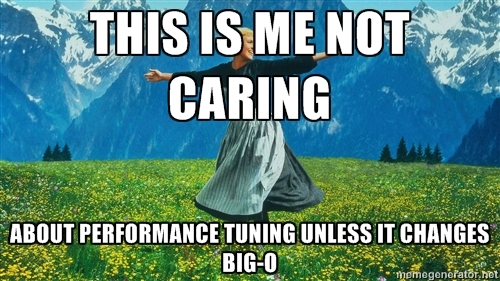 THIS IS ME NOT
CARING
ABOUT PERFORMANCE TUNING UNLESS IT CHANGES
BIG-O
memegenerator.net